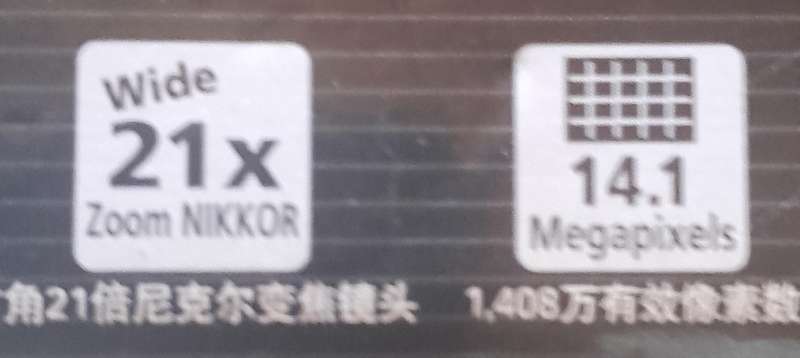 Wide
21x
Zoom NIKKOR
角21倍尼克尔变焦镜头
14.1
Megapixels
1,408万有效像素数